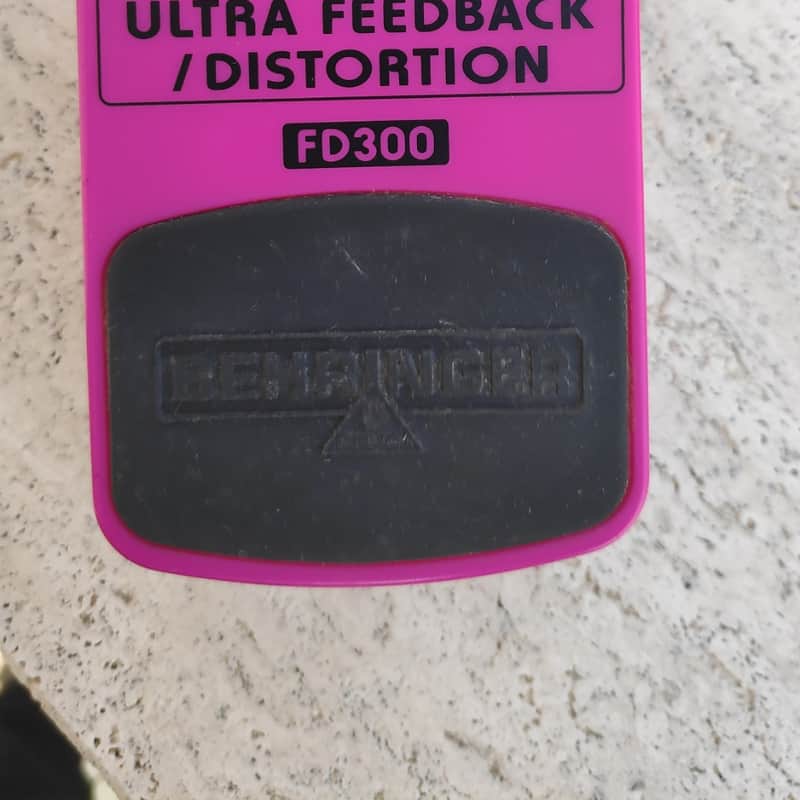 ULTRA FEEDBACK
/DISTORTION
FD300
BEHRINGER